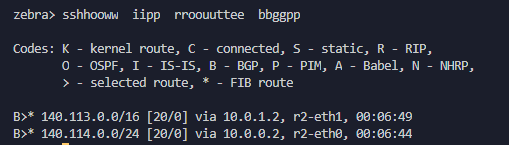 zebra> sshhooww  iipp  rroouuttee  bbggpp
Codes: K - kernel route, C - connected, S - static, R - RIP,
       O - OSPF, I - IS-IS, B - BGP, P - PIM, A - Babel, N - NHRP,
       > - selected route, * - FIB route
B>* 140.113.0.0/16 [20/0] via 10.0.1.2, r2-eth1, 00:06:49
B>* 140.114.0.0/24 [20/0] via 10.0.0.2, r2-eth0, 00:06:44